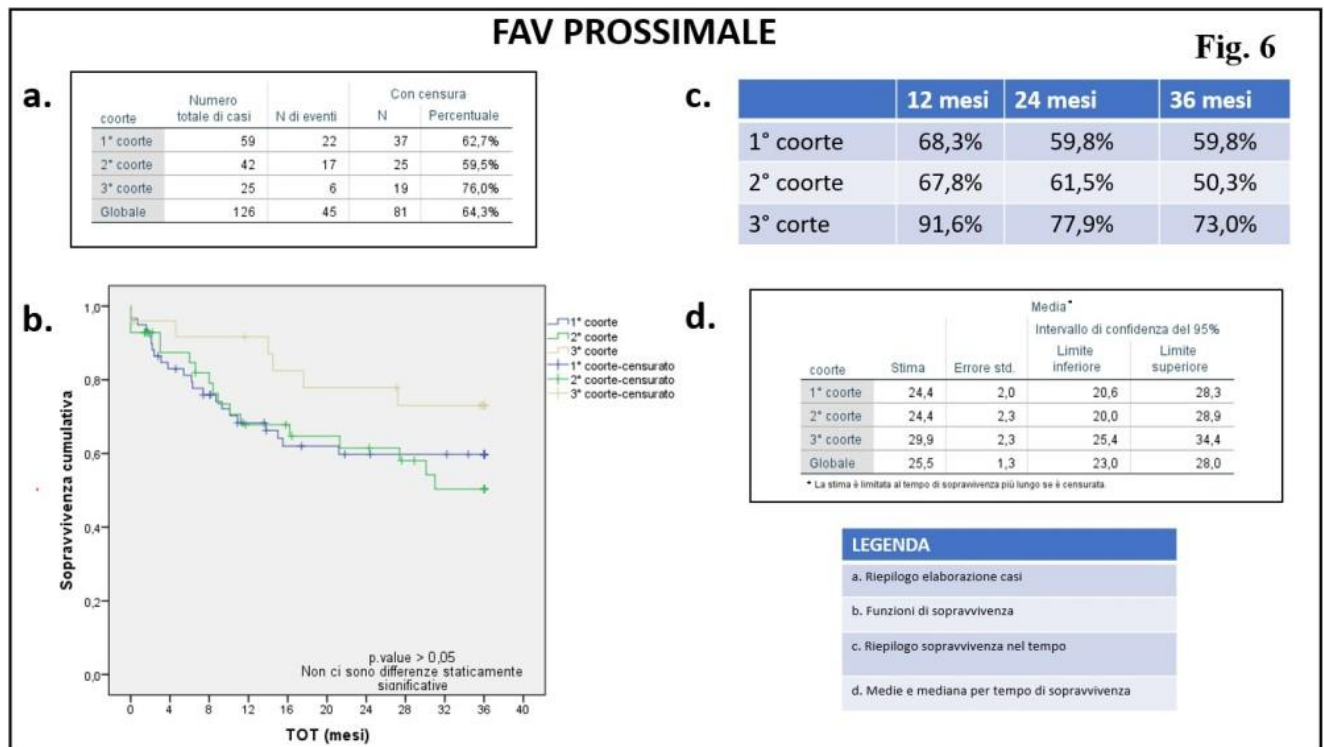 FAV PROSSIMALE
Fig. 6
a.
Con censura
coorte Numero totale di casi N di eventi N Percentuale
1° coorte 59 22 37 62,7%
2° coorte 42 17 25 59,5%
3° coorte 25 6 19 76,0%
Globale 126 45 81 64,3%
c.
12 mesi 24 mesi 36 mesi
1° coorte 68,3% 59,8% 59,8%
2° coorte 67,8% 61,5% 50,3%
3° corte 91,6% 77,9% 73,0%
b.
Sopravvivenza cumulativa
1,0
0,8
0,6
0,4
0,2
0,0
1° coorte
2° coorte
3° coorte
1° coorte-censurato
2° coorte-censurato
3° coorte-censurato
p.value > 0,05
Non ci sono differenze staticamente
significative
0 4 8 12 16 20 24 28 32 36 40
TOT (mesi)
d.
Media*
Intervallo di confidenza del 95%
coorte Stima Errore std. Limite inferiore Limite superiore
1° coorte 24,4 2,0 20,6 28,3
2° coorte 24,4 2,3 20,0 28,9
3° coorte 29,9 2,3 25,4 34,4
Globale 25,5 1,3 23,0 28,0
* La stima è limitata al tempo di sopravvivenza più lungo se è censurata.
LEGENDA
a. Riepilogo elaborazione casi
b. Funzioni di sopravvivenza
c. Riepilogo sopravvivenza nel tempo
d. Medie e mediana per tempo di sopravvivenza